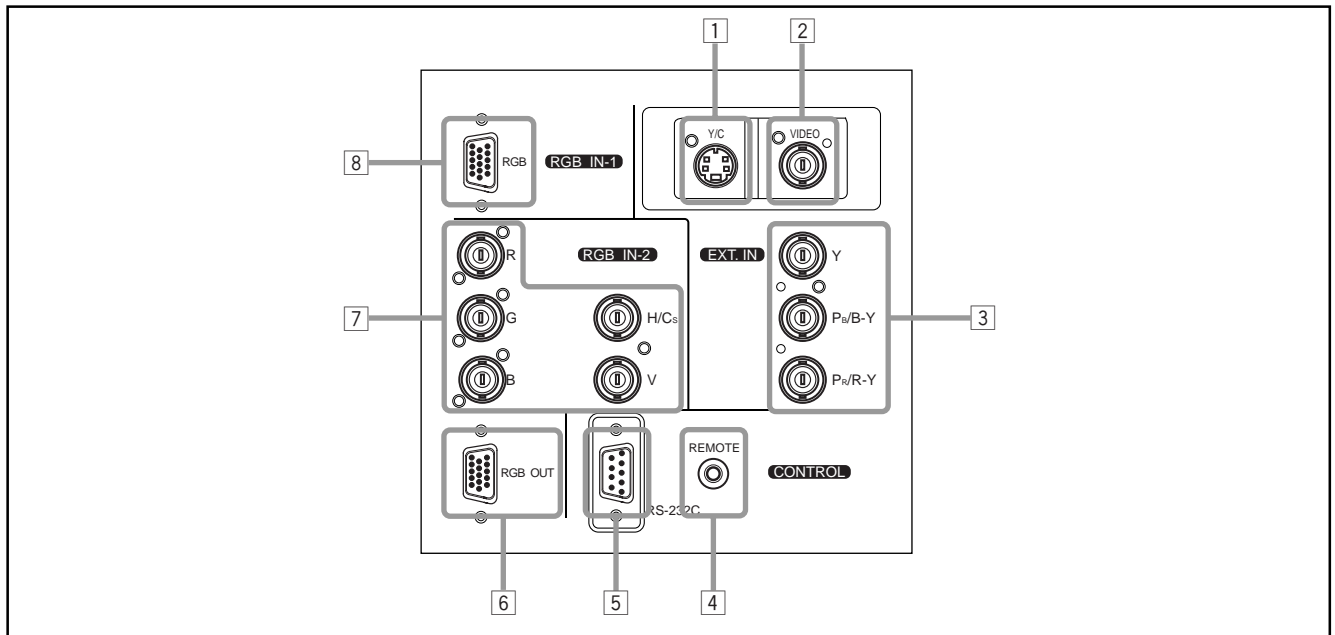 1 2
Y/C VIDEO
8 RGB RGB IN-1
R RGB IN-2 EXT. IN Y
7 G H/Cs PB/B-Y 3
B V PR/R-Y
REMOTE
RGB OUT CONTROL
RS-232C
6 5 4